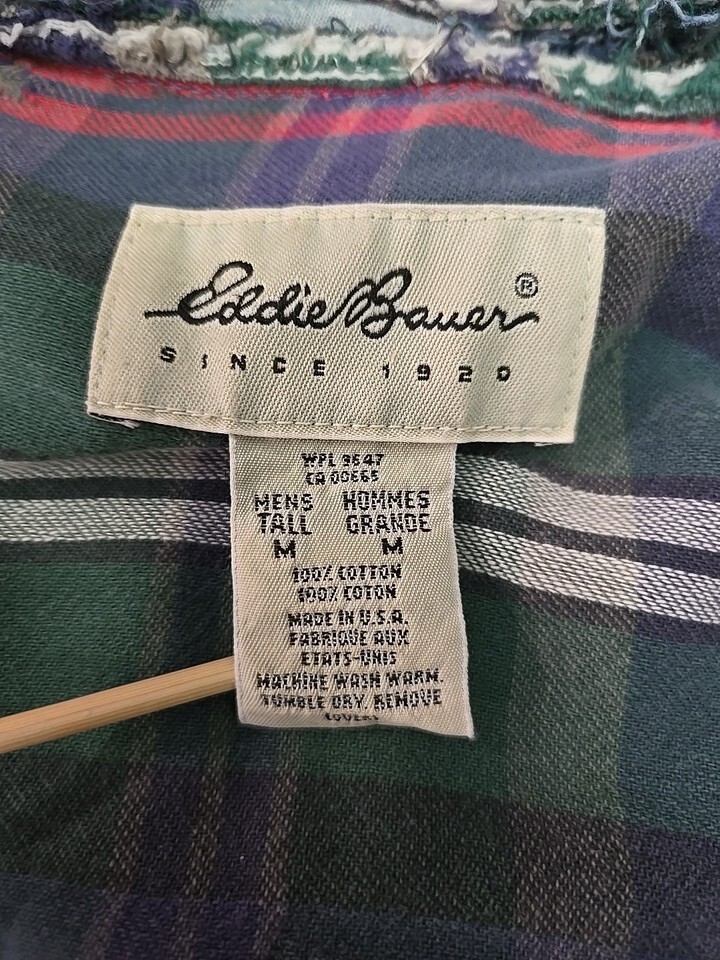 Eddie Bauer®
SINCE 1920
WPL 9647
CA 00665
MENS HOMMES
TALL GRANDE
M M
100% COTTON
100% COTON
MADE IN U.S.A.
FABRIQUE AUX
ETATS-UNIS
MACHINE WASH WARM.
TUMBLE DRY. REMOVE